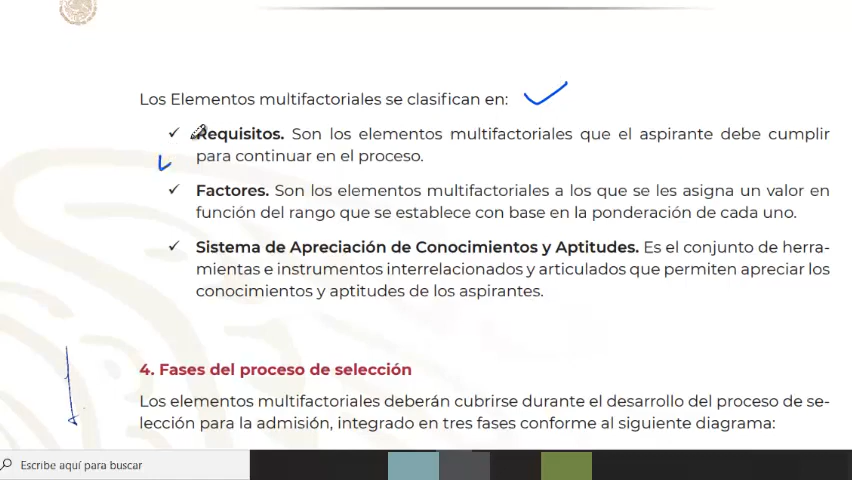 Los Elementos multifactoriales se clasifican en:
Requisitos. Son los elementos multifactoriales que el aspirante debe cumplir
para continuar en el proceso.
Factores. Son los elementos multifactoriales a los que se les asigna un valor en
función del rango que se establece con base en la ponderación de cada uno.
Sistema de Apreciación de Conocimientos y Aptitudes. Es el conjunto de herra-
mientas e instrumentos interrelacionados y articulados que permiten apreciar los
conocimientos y aptitudes de los aspirantes.
4. Fases del proceso de selección
Los elementos multifactoriales deberán cubrirse durante el desarrollo del proceso de se-
lección para la admisión, integrado en tres fases conforme al siguiente diagrama:
Escribe aquí para buscar